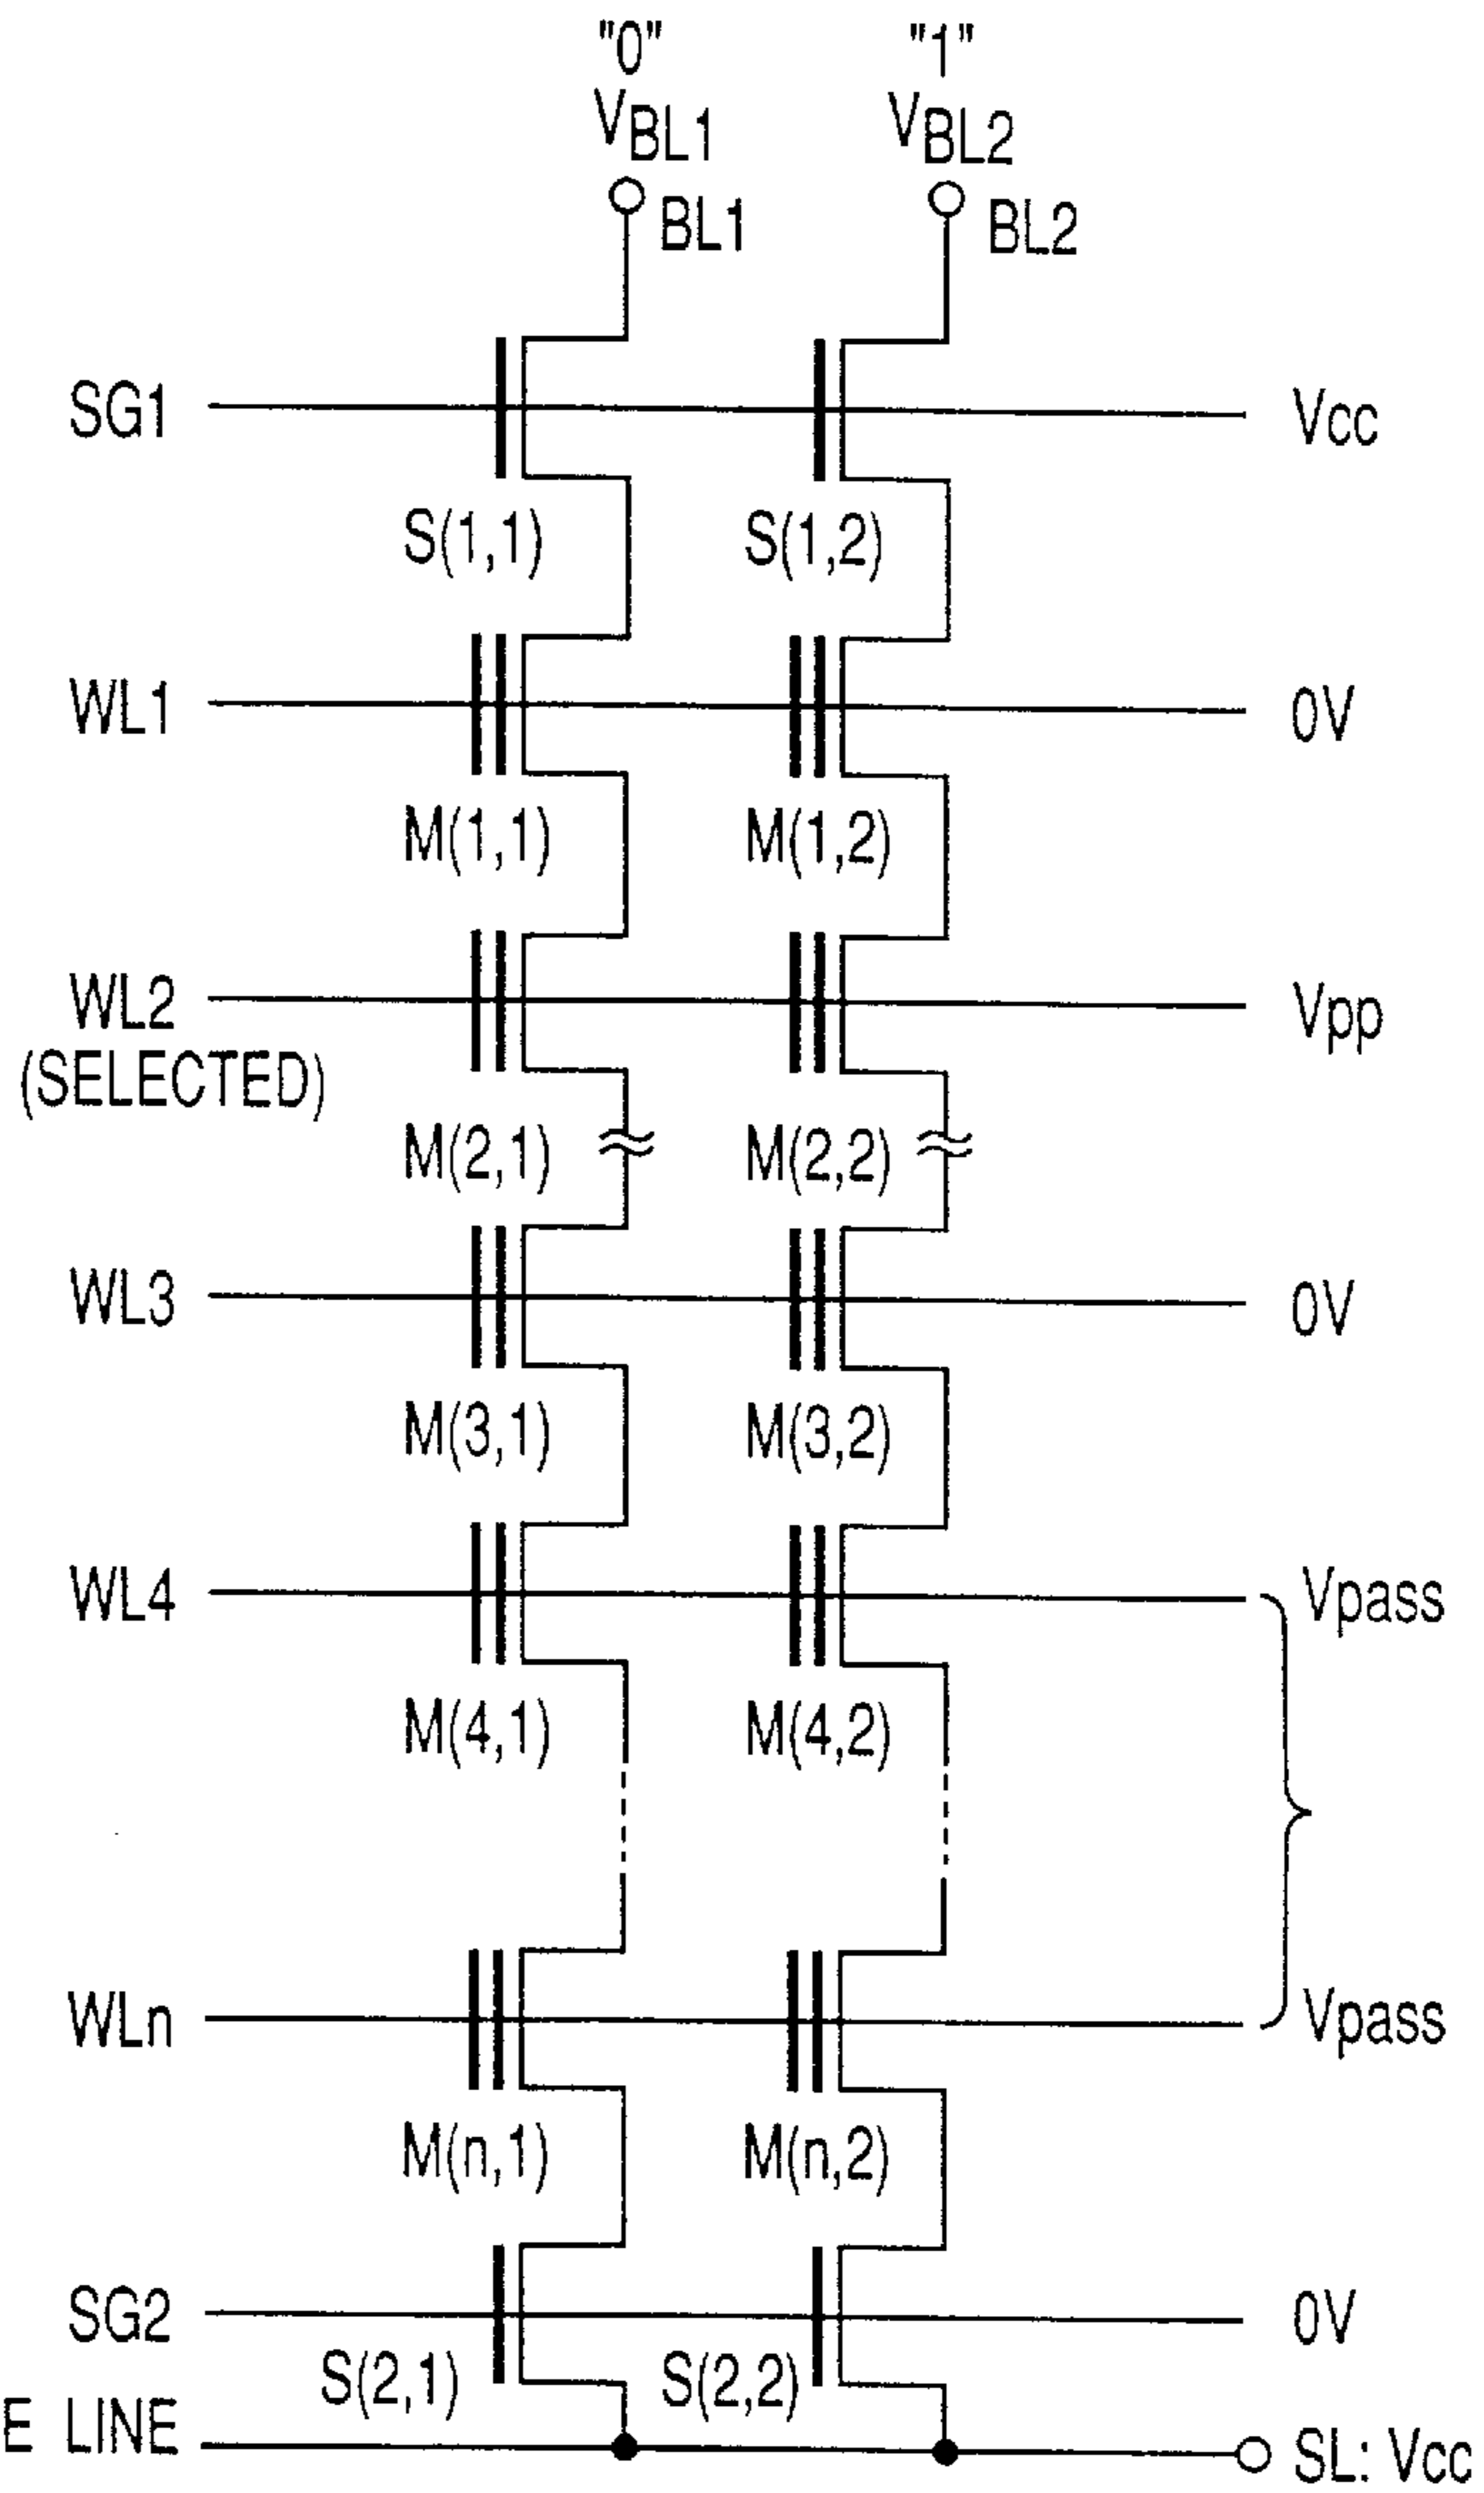 "0" "1"
VBL1 VBL2
BL1 BL2
SG1 Vcc
S(1,1) S(1,2)
WL1 0V
M(1,1) M(1,2)
WL2 Vpp
(SELECTED)
M(2,1) M(2,2)
WL3 0V
M(3,1) M(3,2)
WL4 Vpass
M(4,1) M(4,2)
WLn Vpass
M(n,1) M(n,2)
SG2 0V
S(2,1) S(2,2)
E LINE SL: Vcc